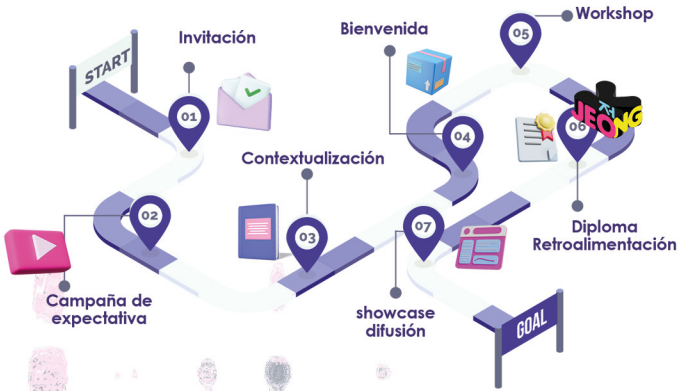 START
Invitación
01
02
Campaña de
expectativa
Contextualización
03
Bienvenida
04
05
Workshop
저
JEONG
06
Diploma
Retroalimentación
07
showcase
difusión
GOAL